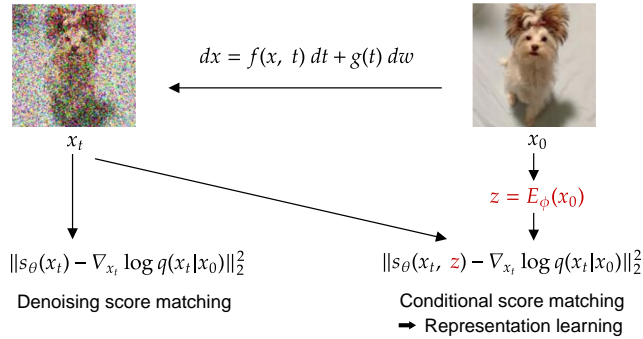 dx = f(x, t) dt + g(t) dw
x_t
x_0
z = E_ϕ(x_0)
‖s_θ(x_t) − ∇_{x_t} log q(x_t|x_0)‖_2^2
‖s_θ(x_t, z) − ∇_{x_t} log q(x_t|x_0)‖_2^2
Denoising score matching
Conditional score matching
➡ Representation learning